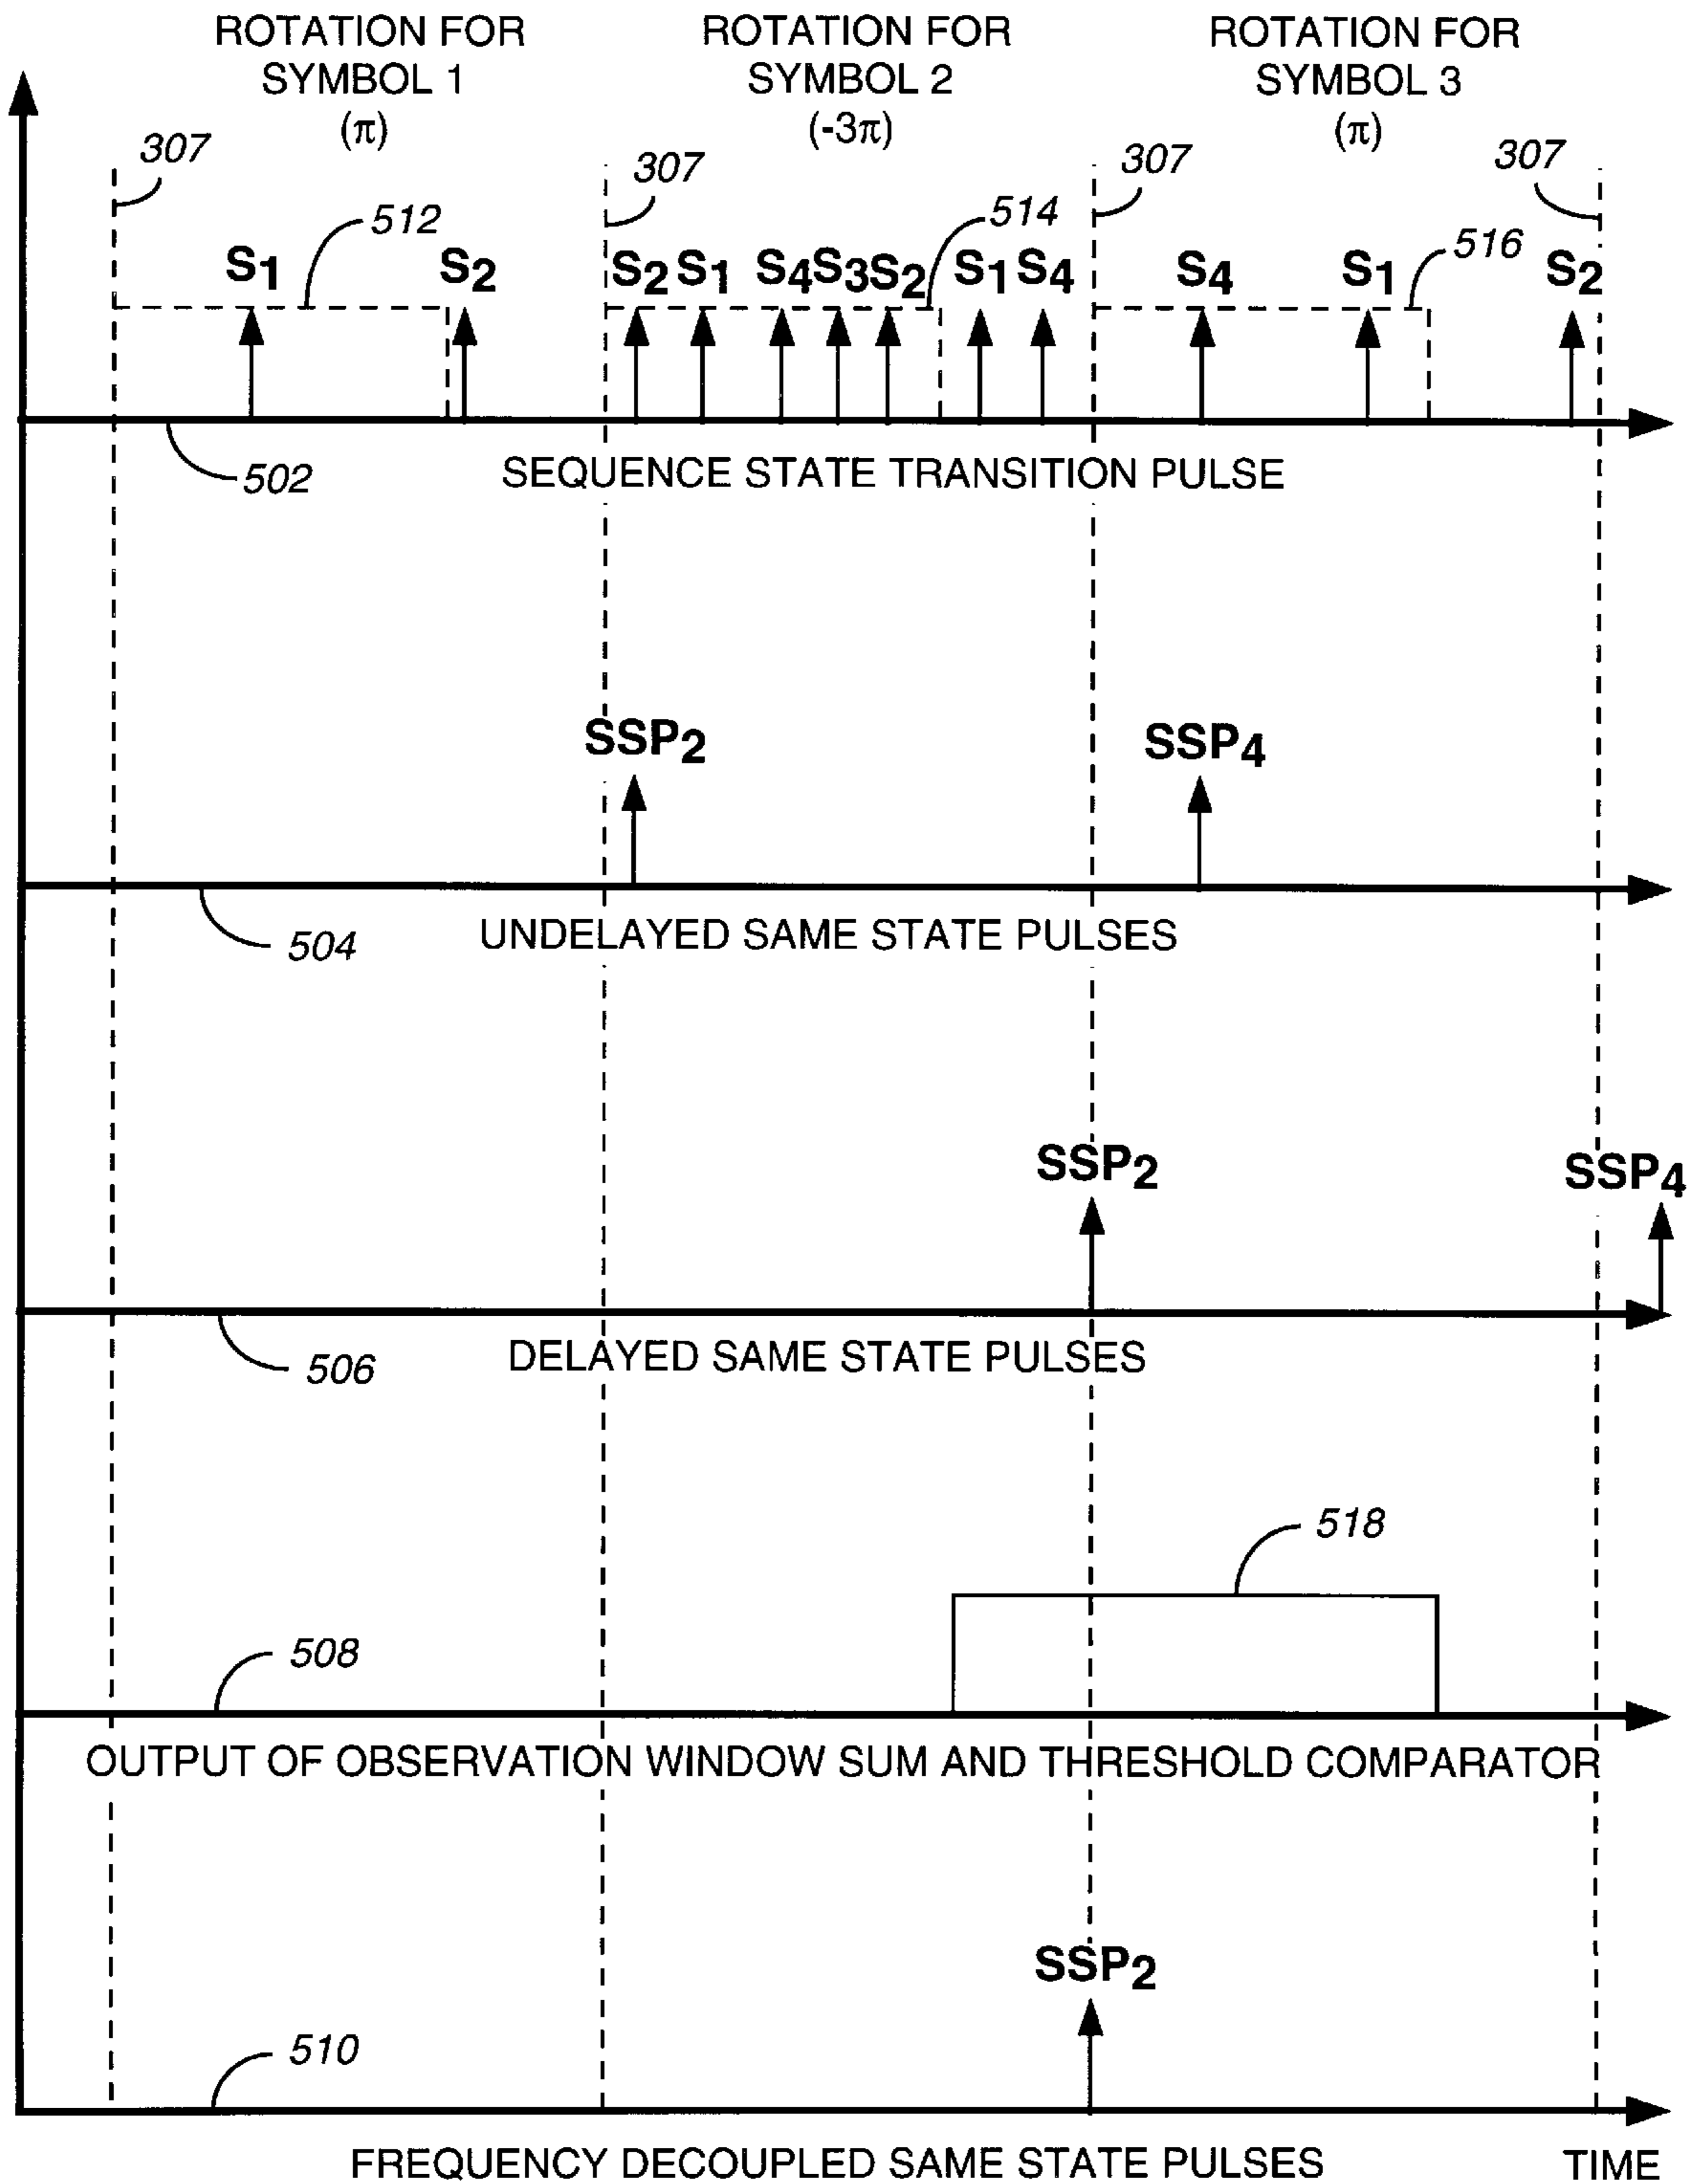 ROTATION FOR
SYMBOL 1
(π)
ROTATION FOR
SYMBOL 2
(-3π)
ROTATION FOR
SYMBOL 3
(π)
307
307
307
307
512
514
516
S1 S2 S2 S1 S4 S3 S2 S1 S4 S4 S1 S2
502
SEQUENCE STATE TRANSITION PULSE
SSP2
SSP4
504
UNDELAYED SAME STATE PULSES
SSP2
SSP4
506
DELAYED SAME STATE PULSES
518
508
OUTPUT OF OBSERVATION WINDOW SUM AND THRESHOLD COMPARATOR
SSP2
510
FREQUENCY DECOUPLED SAME STATE PULSES
TIME